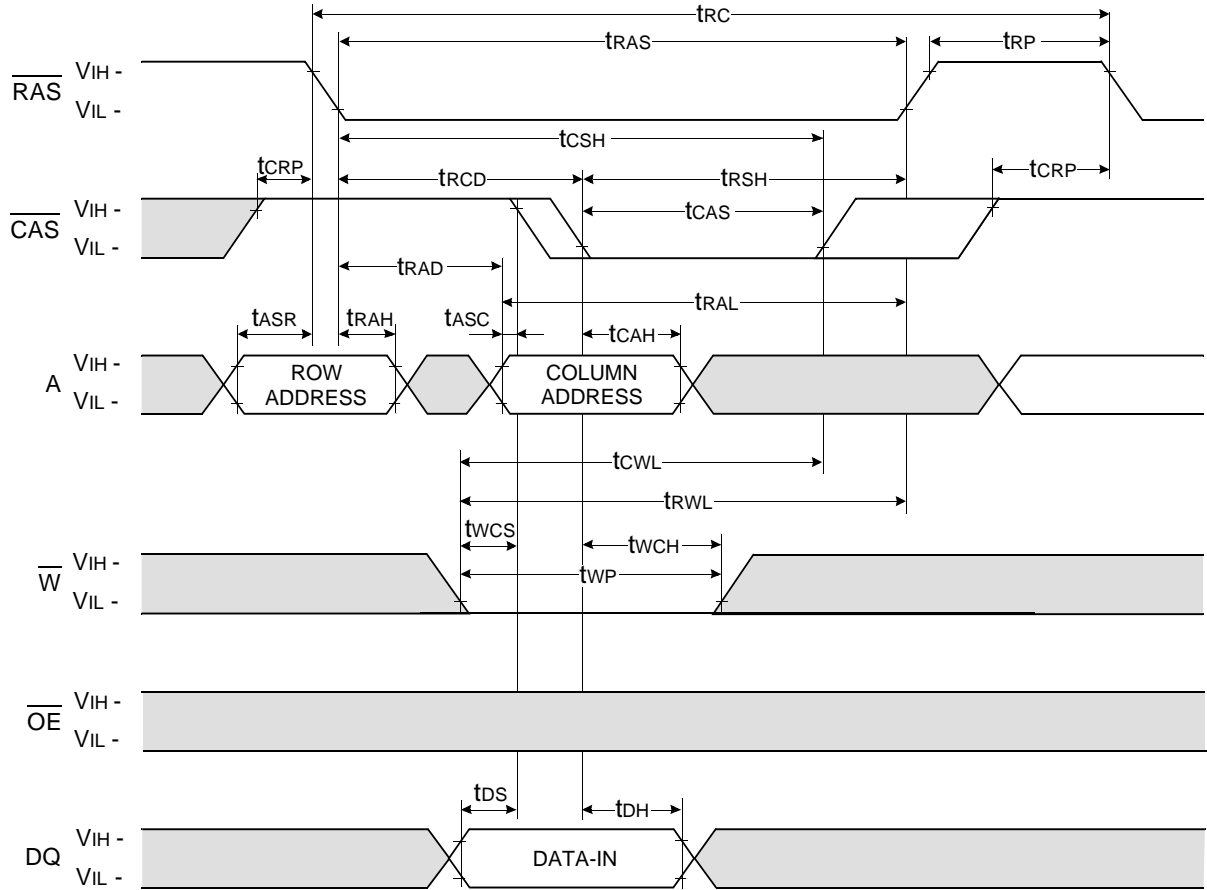 tRC
tRAS
tRP
RAS
VIH -
VIL -
tCSH
tCRP
tRCD
tRSH
tCRP
CAS
VIH -
VIL -
tCAS
tRAD
tRAL
tASR
tRAH
tASC
tCAH
A
VIH -
VIL -
ROW
ADDRESS
COLUMN
ADDRESS
tCWL
tRWL
tWCS
tWCH
W
VIH -
VIL -
tWP
OE
VIH -
VIL -
tDS
tDH
DQ
VIH -
VIL -
DATA-IN